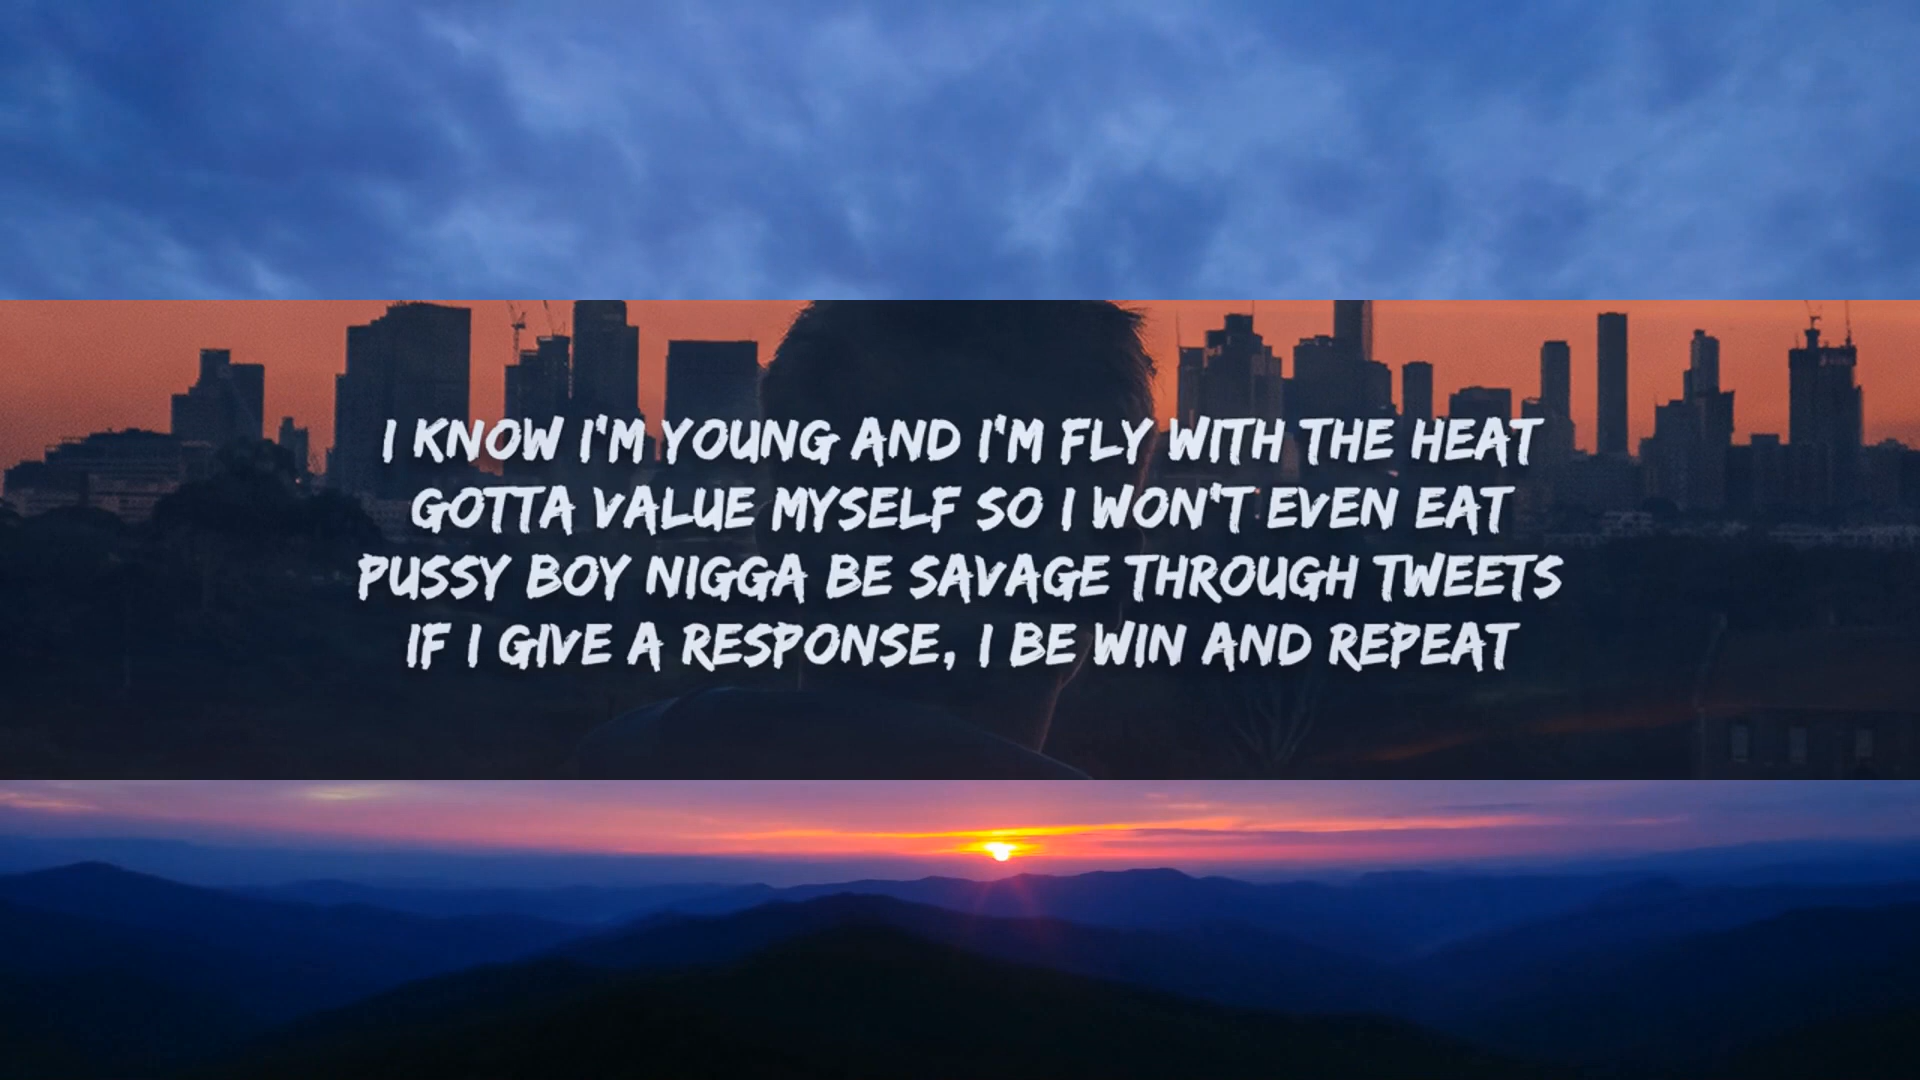 I KNOW I'M YOUNG AND I'M FLY WITH THE HEAT
GOTTA VALUE MYSELF SO I WON'T EVEN EAT
PUSSY BOY NIGGA BE SAVAGE THROUGH TWEETS
IF I GIVE A RESPONSE, I BE WIN AND REPEAT